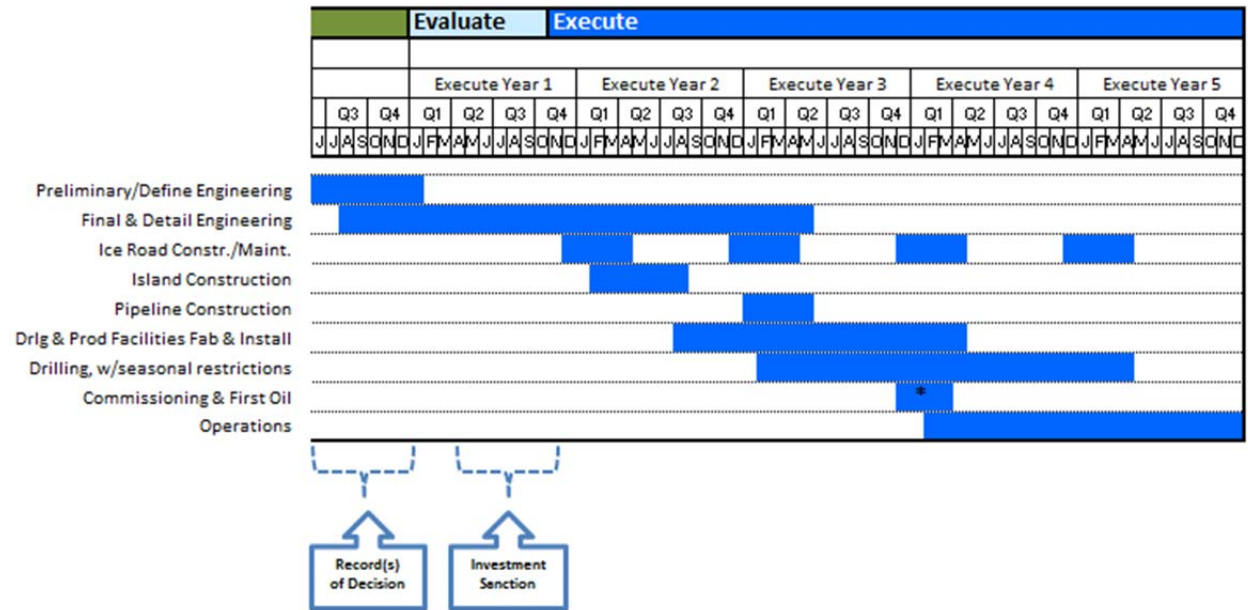 Evaluate Execute
Execute Year 1 Execute Year 2 Execute Year 3 Execute Year 4 Execute Year 5
Q3 Q4 Q1 Q2 Q3 Q4 Q1 Q2 Q3 Q4 Q1 Q2 Q3 Q4 Q1 Q2 Q3 Q4 Q1 Q2 Q3 Q4
J J A S O N D J F M A M J J A S O N D J F M A M J J A S O N D J F M A M J J A S O N D J F M A M J J A S O N D J F M A M J J A S O N D
Preliminary/Define Engineering
Final & Detail Engineering
Ice Road Constr./Maint.
Island Construction
Pipeline Construction
Drlg & Prod Facilities Fab & Install
Drilling, w/seasonal restrictions
Commissioning & First Oil *
Operations
Record(s)
of Decision
Investment
Sanction